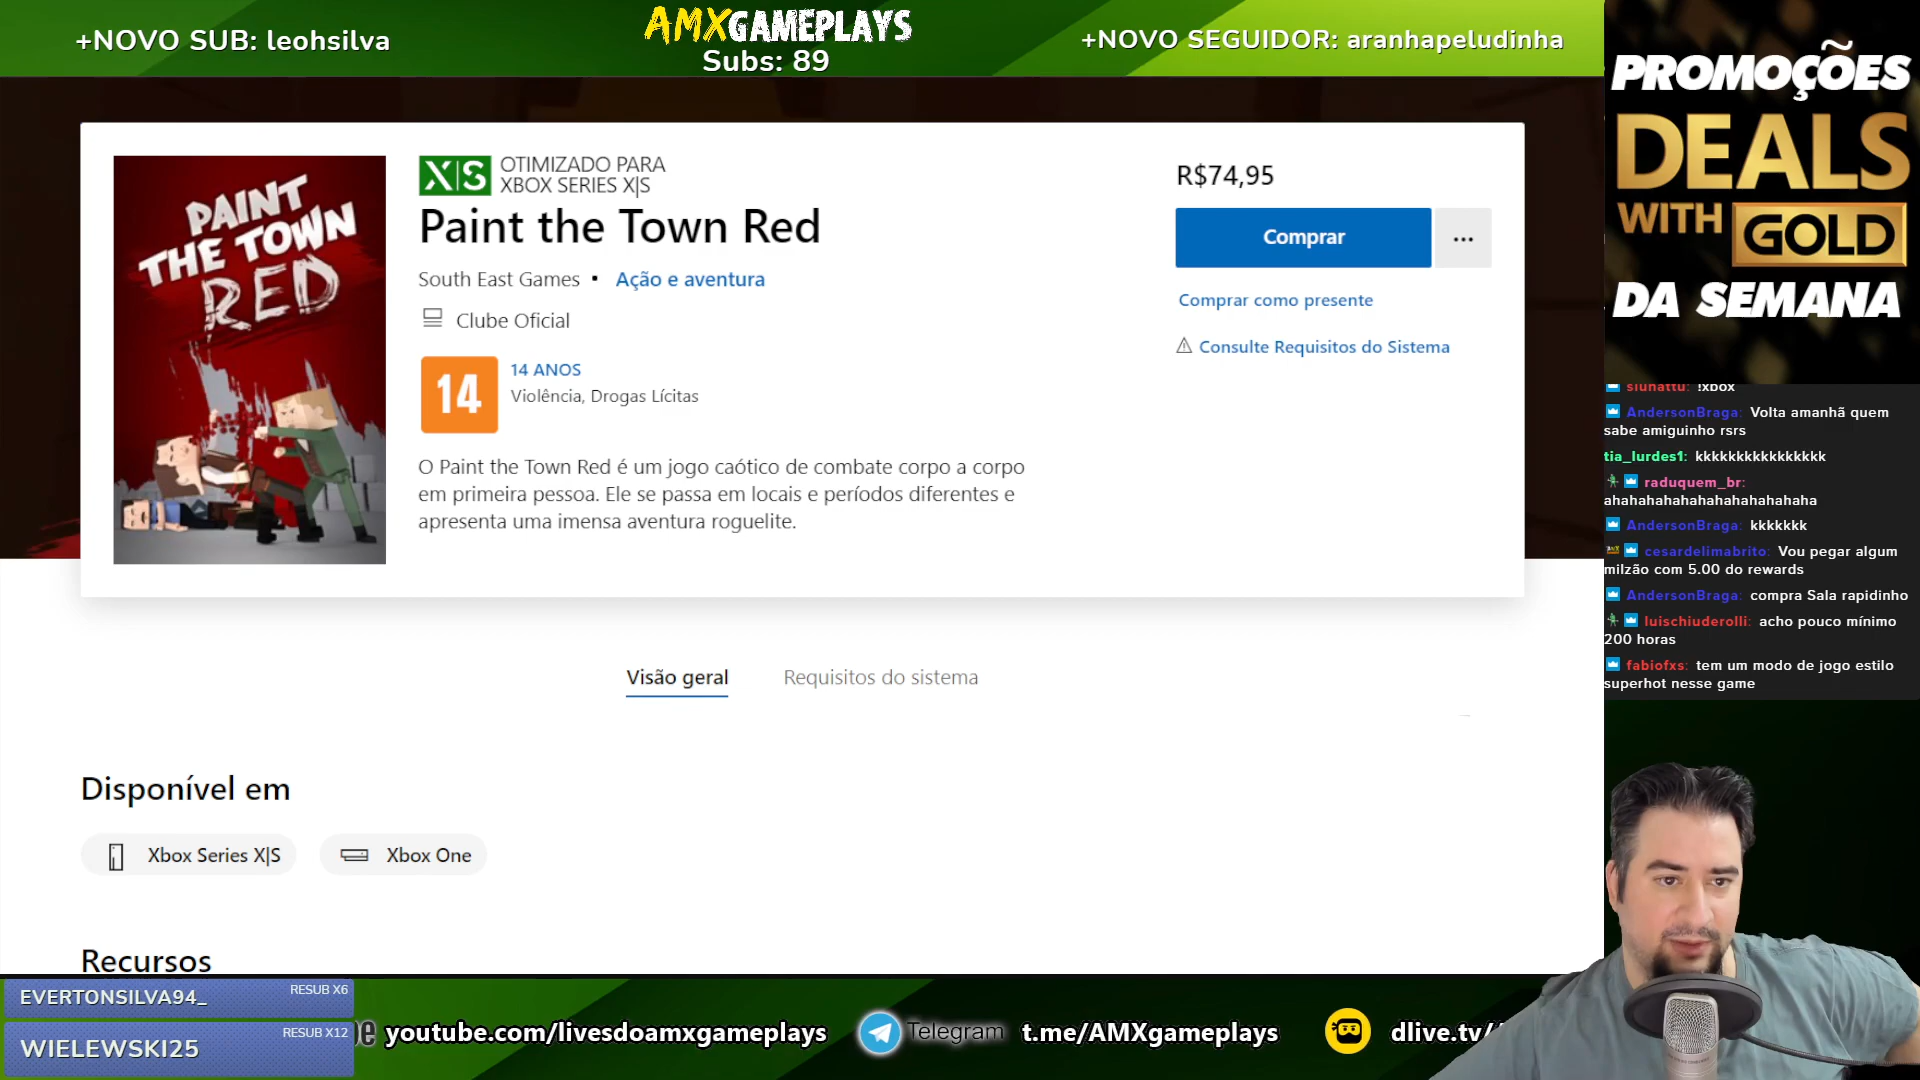 +NOVO SUB: leohsilva
AMXGAMEPLAYS
Subs: 89
+NOVO SEGUIDOR: aranhapeludinha
PROMOÇÕES
DEALS
WITH GOLD
DA SEMANA
PAINT
THE TOWN
RED
X|S
OTIMIZADO PARA
XBOX SERIES X|S
Paint the Town Red
South East Games • Ação e aventura
Clube Oficial
14
14 ANOS
Violência, Drogas Lícitas
O Paint the Town Red é um jogo caótico de combate corpo a corpo
em primeira pessoa. Ele se passa em locais e períodos diferentes e
apresenta uma imensa aventura roguelite.
R$74,95
Comprar
...
Comprar como presente
Consulte Requisitos do Sistema
Visão geral
Requisitos do sistema
Disponível em
Xbox Series X|S
Xbox One
Recursos
siunattu: !xbox
AndersonBraga: Volta amanhã quem
sabe amiguinho rsrs
tia_lurdes1: kkkkkkkkkkkkkkkk
raduquem_br:
ahahahahahahahahahahaha
AndersonBraga: kkkkkkk
cesardelimabrito: Vou pegar algum
milzão com 5.00 do rewards
AndersonBraga: compra Sala rapidinho
luischiuderolli: acho pouco mínimo
200 horas
fabiofxs: tem um modo de jogo estilo
superhot nesse game
EVERTONSILVA94_
RESUB X6
WIELEWSKI25
RESUB X12
youtube.com/livesdoamxgameplays
Telegram
t.me/AMXgameplays
dlive.tv/